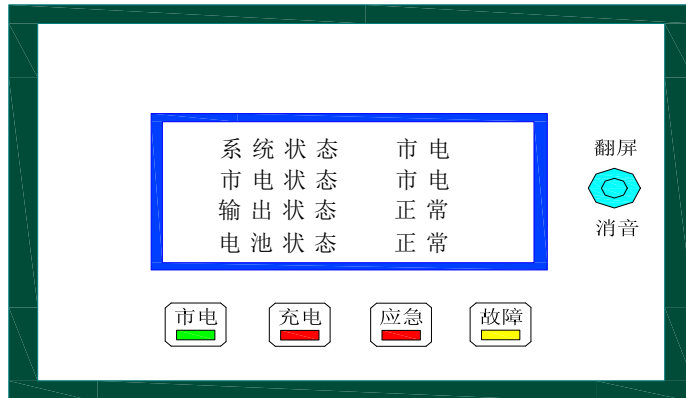 系统状态 市电
翻屏
市电状态 市电
输出状态 正常
消音
电池状态 正常
市电 充电 应急 故障